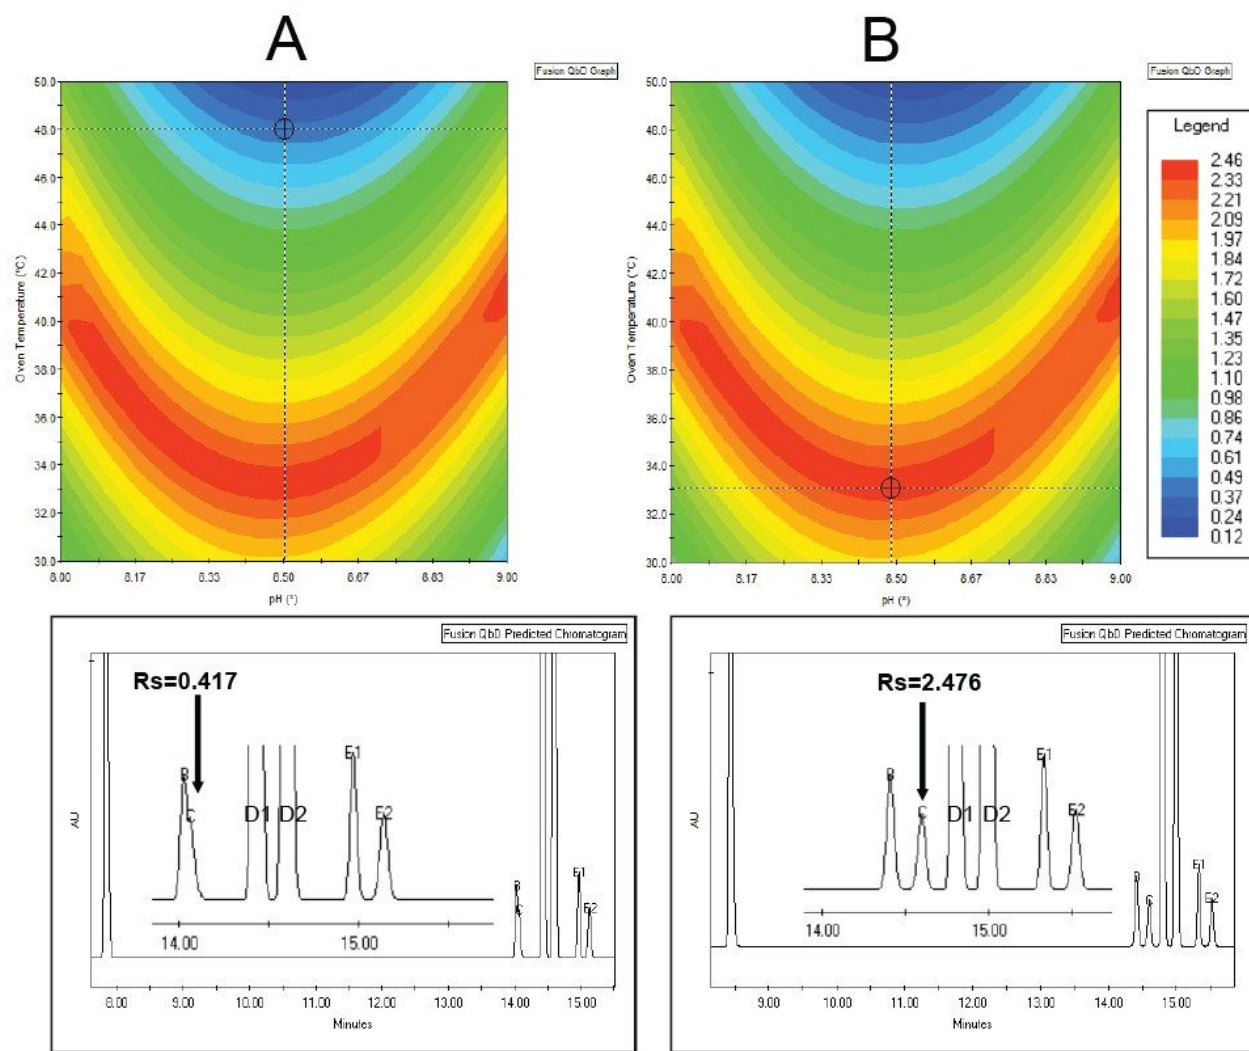 A
B
Fusion QbD Graph
Fusion QbD Graph
50.0
48.0
46.0
44.0
42.0
40.0
38.0
36.0
34.0
32.0
30.0
Oven Temperature (°C)
8.00 8.17 8.33 8.50 8.67 8.83 9.00
pH (*)
50.0
48.0
46.0
44.0
42.0
40.0
38.0
36.0
34.0
32.0
30.0
Oven Temperature (°C)
8.00 8.17 8.33 8.50 8.67 8.83 9.00
pH (*)
Legend
2.46
2.33
2.21
2.09
1.97
1.84
1.72
1.60
1.47
1.35
1.23
1.10
0.98
0.86
0.74
0.61
0.49
0.37
0.24
0.12
Fusion QbD Predicted Chromatogram
Rs=0.417
B
C
D1
D2
E1
E2
14.00 15.00
B
C
E1
E2
AU
8.00 9.00 10.00 11.00 12.00 13.00 14.00 15.00
Minutes
Fusion QbD Predicted Chromatogram
Rs=2.476
B
C
D1
D2
E1
E2
14.00 15.00
B
C
E1
E2
AU
9.00 10.00 11.00 12.00 13.00 14.00 15.00
Minutes